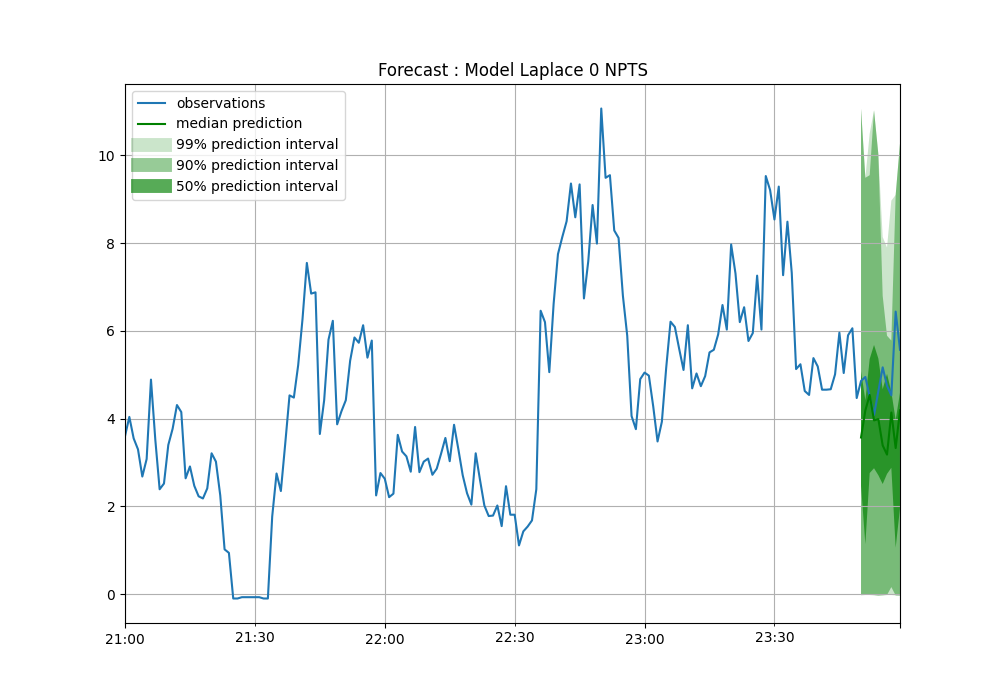 Forecast : Model Laplace 0 NPTS
observations
median prediction
99% prediction interval
90% prediction interval
50% prediction interval
10
8
6
4
2
0
21:00 21:30 22:00 22:30 23:00 23:30